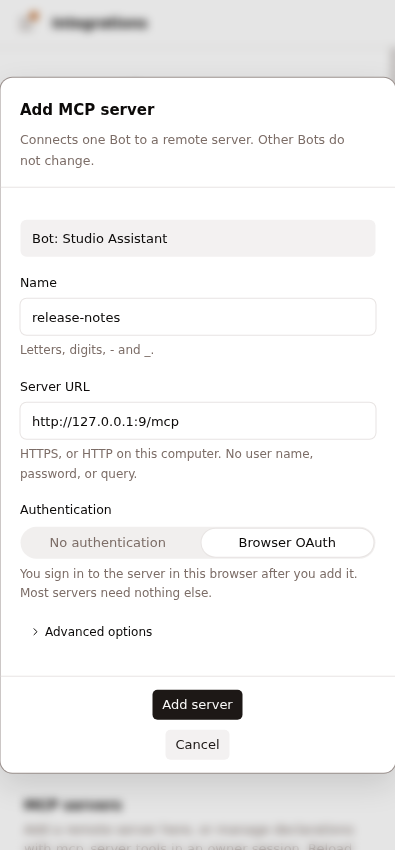 Integrations
Add MCP server
Connects one Bot to a remote server. Other Bots do
not change.
Bot: Studio Assistant
Name
release-notes
Letters, digits, - and _.
Server URL
http://127.0.0.1:9/mcp
HTTPS, or HTTP on this computer. No user name,
password, or query.
Authentication
No authentication
Browser OAuth
You sign in to the server in this browser after you add it.
Most servers need nothing else.
Advanced options
Add server
Cancel
MCP servers